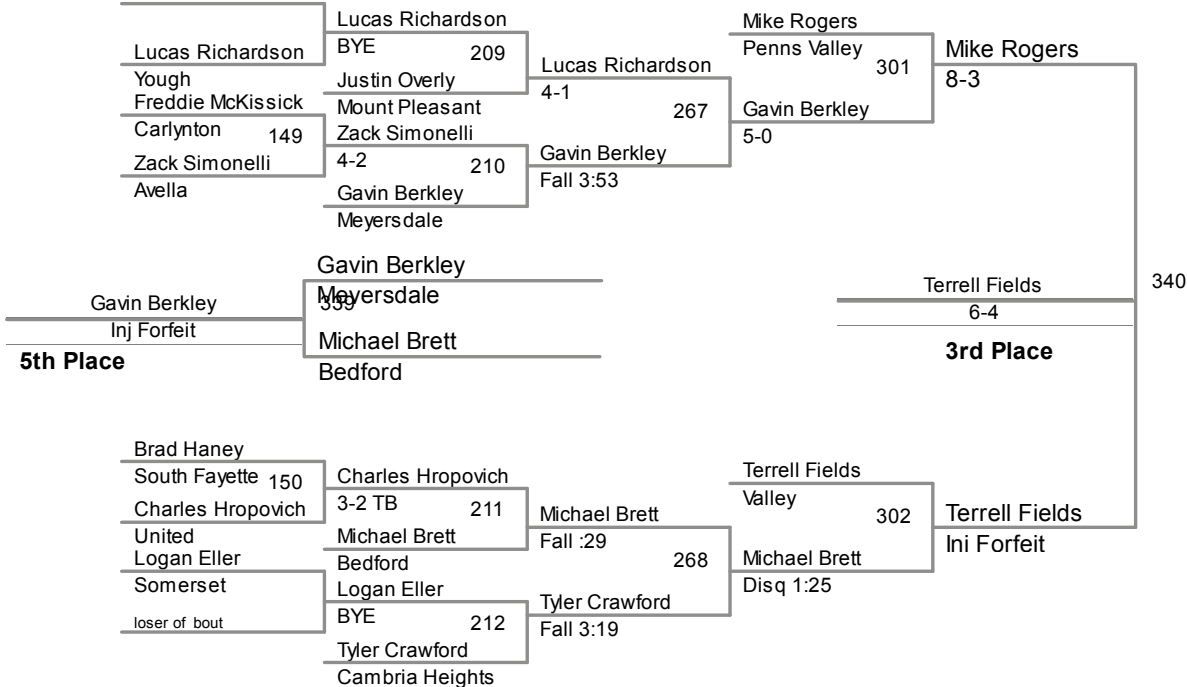 Lucas Richardson
BYE
Lucas Richardson
Yough
209
Justin Overly
Mount Pleasant
Freddie McKissick
Carlynton
149
Zack Simonelli
Avella
Zack Simonelli
4-2
210
Gavin Berkley
Meyersdale
Lucas Richardson
4-1
267
Gavin Berkley
Fall 3:53
Mike Rogers
Penns Valley
301
Gavin Berkley
5-0
Mike Rogers
8-3
Gavin Berkley
Meyersdale
339
Gavin Berkley
Inj Forfeit
5th Place
Michael Brett
Bedford
Terrell Fields
6-4
3rd Place
340
Brad Haney
South Fayette
150
Charles Hropovich
United
Logan Eller
Somerset
loser of bout
Charles Hropovich
3-2 TB
211
Michael Brett
Bedford
Logan Eller
BYE
212
Tyler Crawford
Cambria Heights
Michael Brett
Fall :29
268
Tyler Crawford
Fall 3:19
Terrell Fields
Valley
302
Michael Brett
Disq 1:25
Terrell Fields
Inj Forfeit